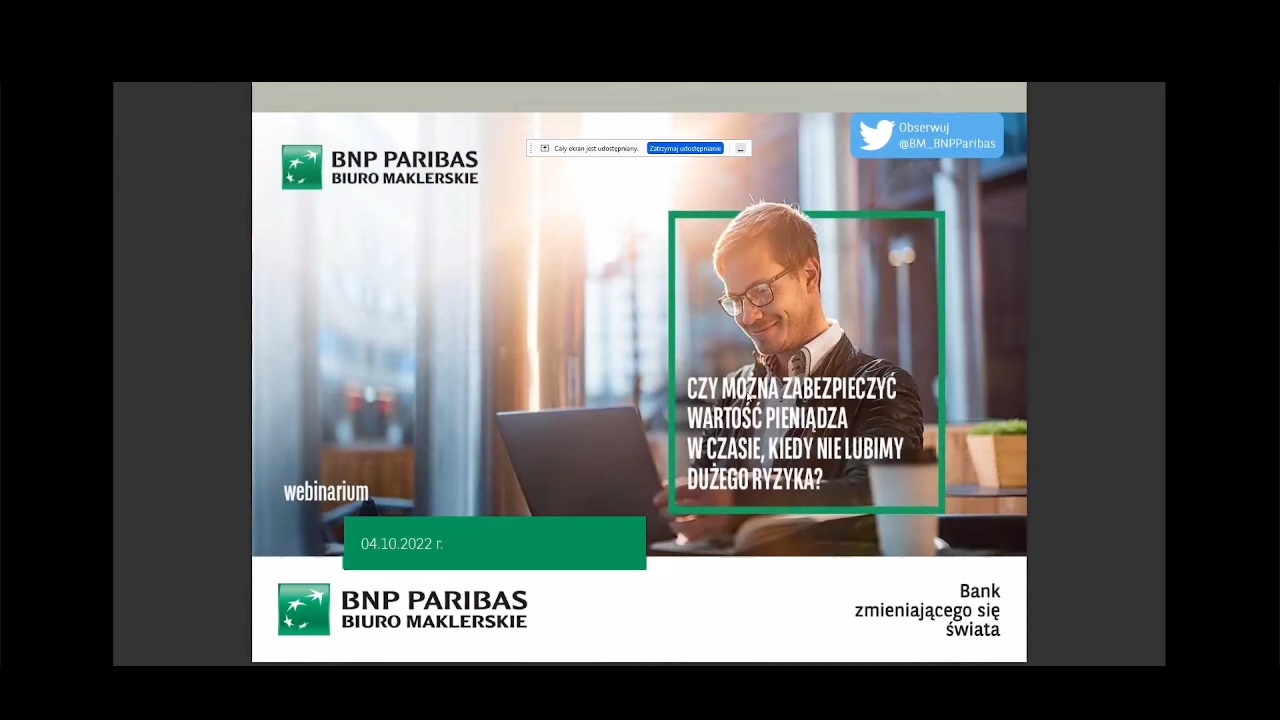 Obserwuj
@BM_BNPParibas
Cały ekran jest udostępniany. Zatrzymaj udostępnianie
BNP PARIBAS
BIURO MAKLERSKIE
CZY MOŻNA ZABEZPIECZYĆ
WARTOŚĆ PIENIĄDZA
W CZASIE, KIEDY NIE LUBIMY
DUŻEGO RYZYKA?
webinarium
04.10.2022 r.
BNP PARIBAS
BIURO MAKLERSKIE
Bank
zmieniającego się
świata